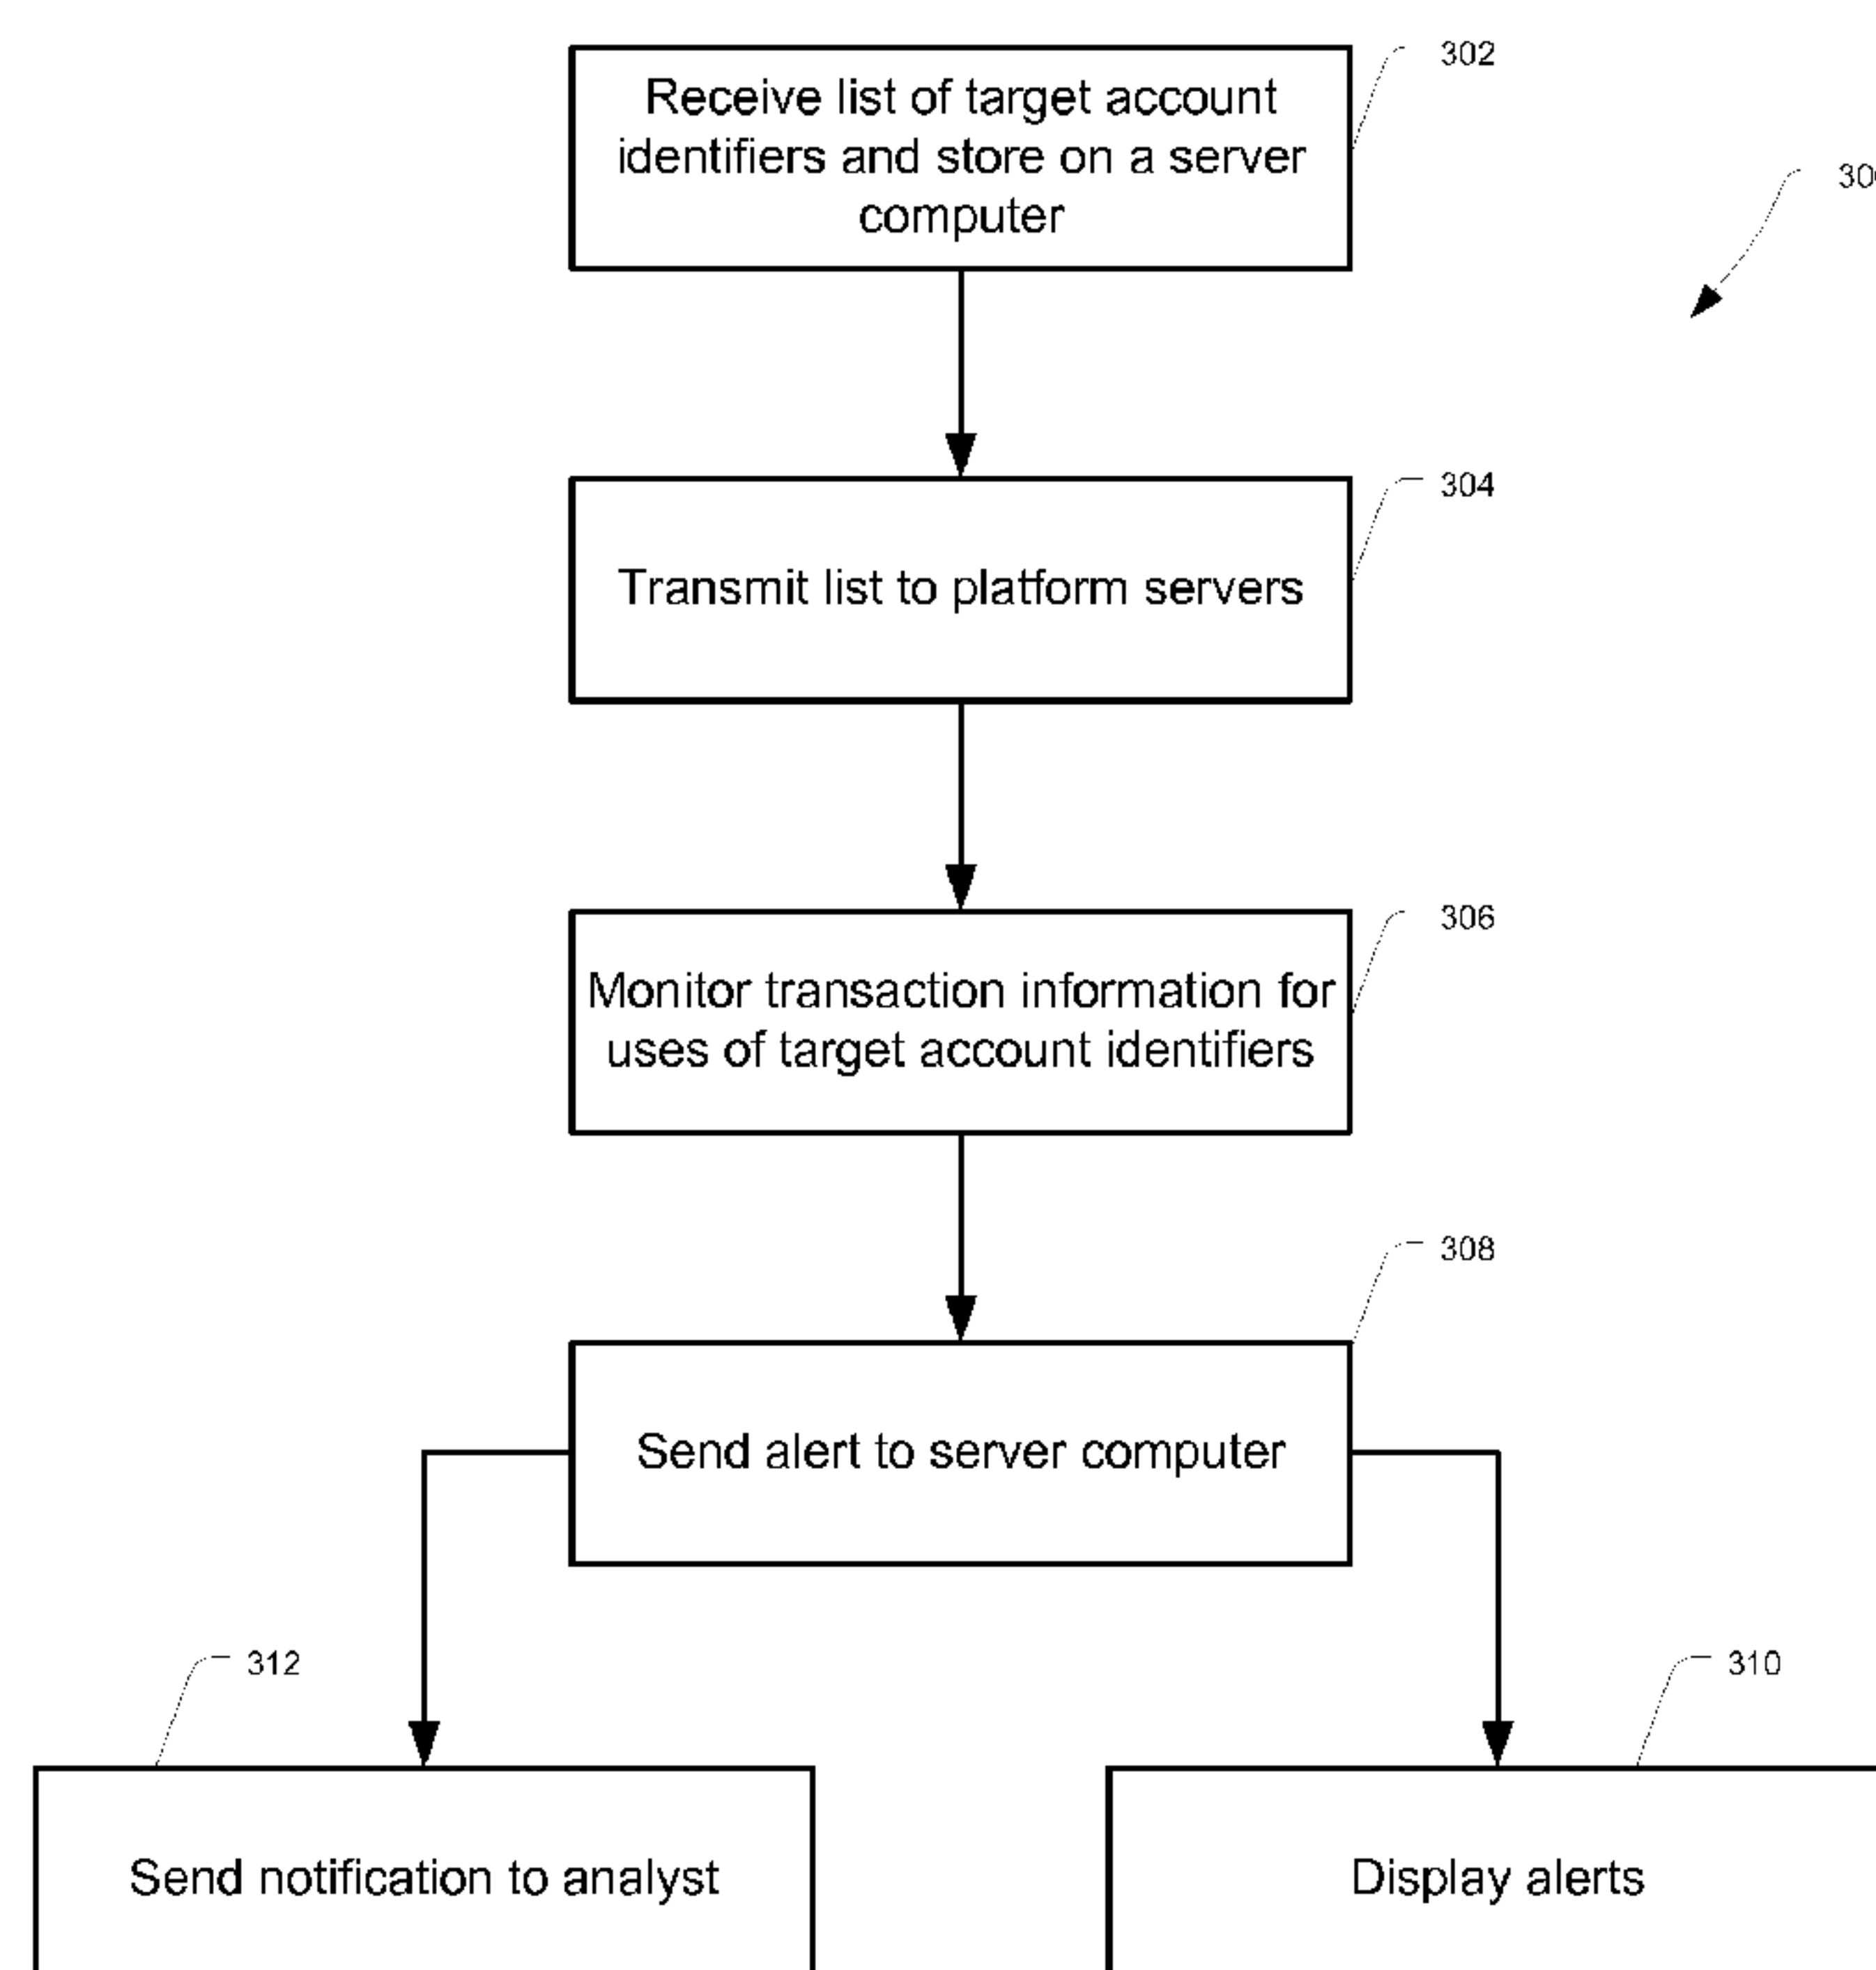 302
Receive list of target account
identifiers and store on a server
computer
304
Transmit list to platform servers
306
Monitor transaction information for
uses of target account identifiers
308
Send alert to server computer
312
310
Send notification to analyst
Display alerts